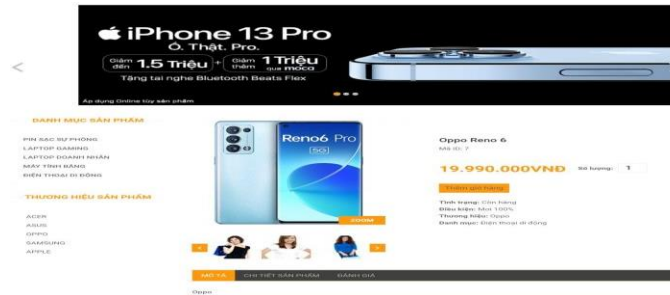 iPhone 13 Pro
Ồ. Thật. Pro.
Giảm đến 1.5 Triệu + Giảm thêm 1 Triệu qua moca
Tặng tai nghe Bluetooth Beats Flex
Áp dụng Online tùy sản phẩm
DANH MỤC SẢN PHẨM
PIN SẠC DỰ PHÒNG
LAPTOP GAMING
LAPTOP DOANH NHÂN
MÁY TÍNH BẢNG
ĐIỆN THOẠI DI ĐỘNG
THƯƠNG HIỆU SẢN PHẨM
ACER
ASUS
OPPO
SAMSUNG
APPLE
Reno6 Pro
5G
ZOOM
Oppo Reno 6
Mã ID: 7
19.990.000VNĐ Số lượng: 1
Thêm giỏ hàng
Tình trạng: Còn hàng
Điều kiện: Mới 100%
Thương hiệu: Oppo
Danh mục: Điện thoại di động
MÔ TẢ CHI TIẾT SẢN PHẨM ĐÁNH GIÁ
Oppo